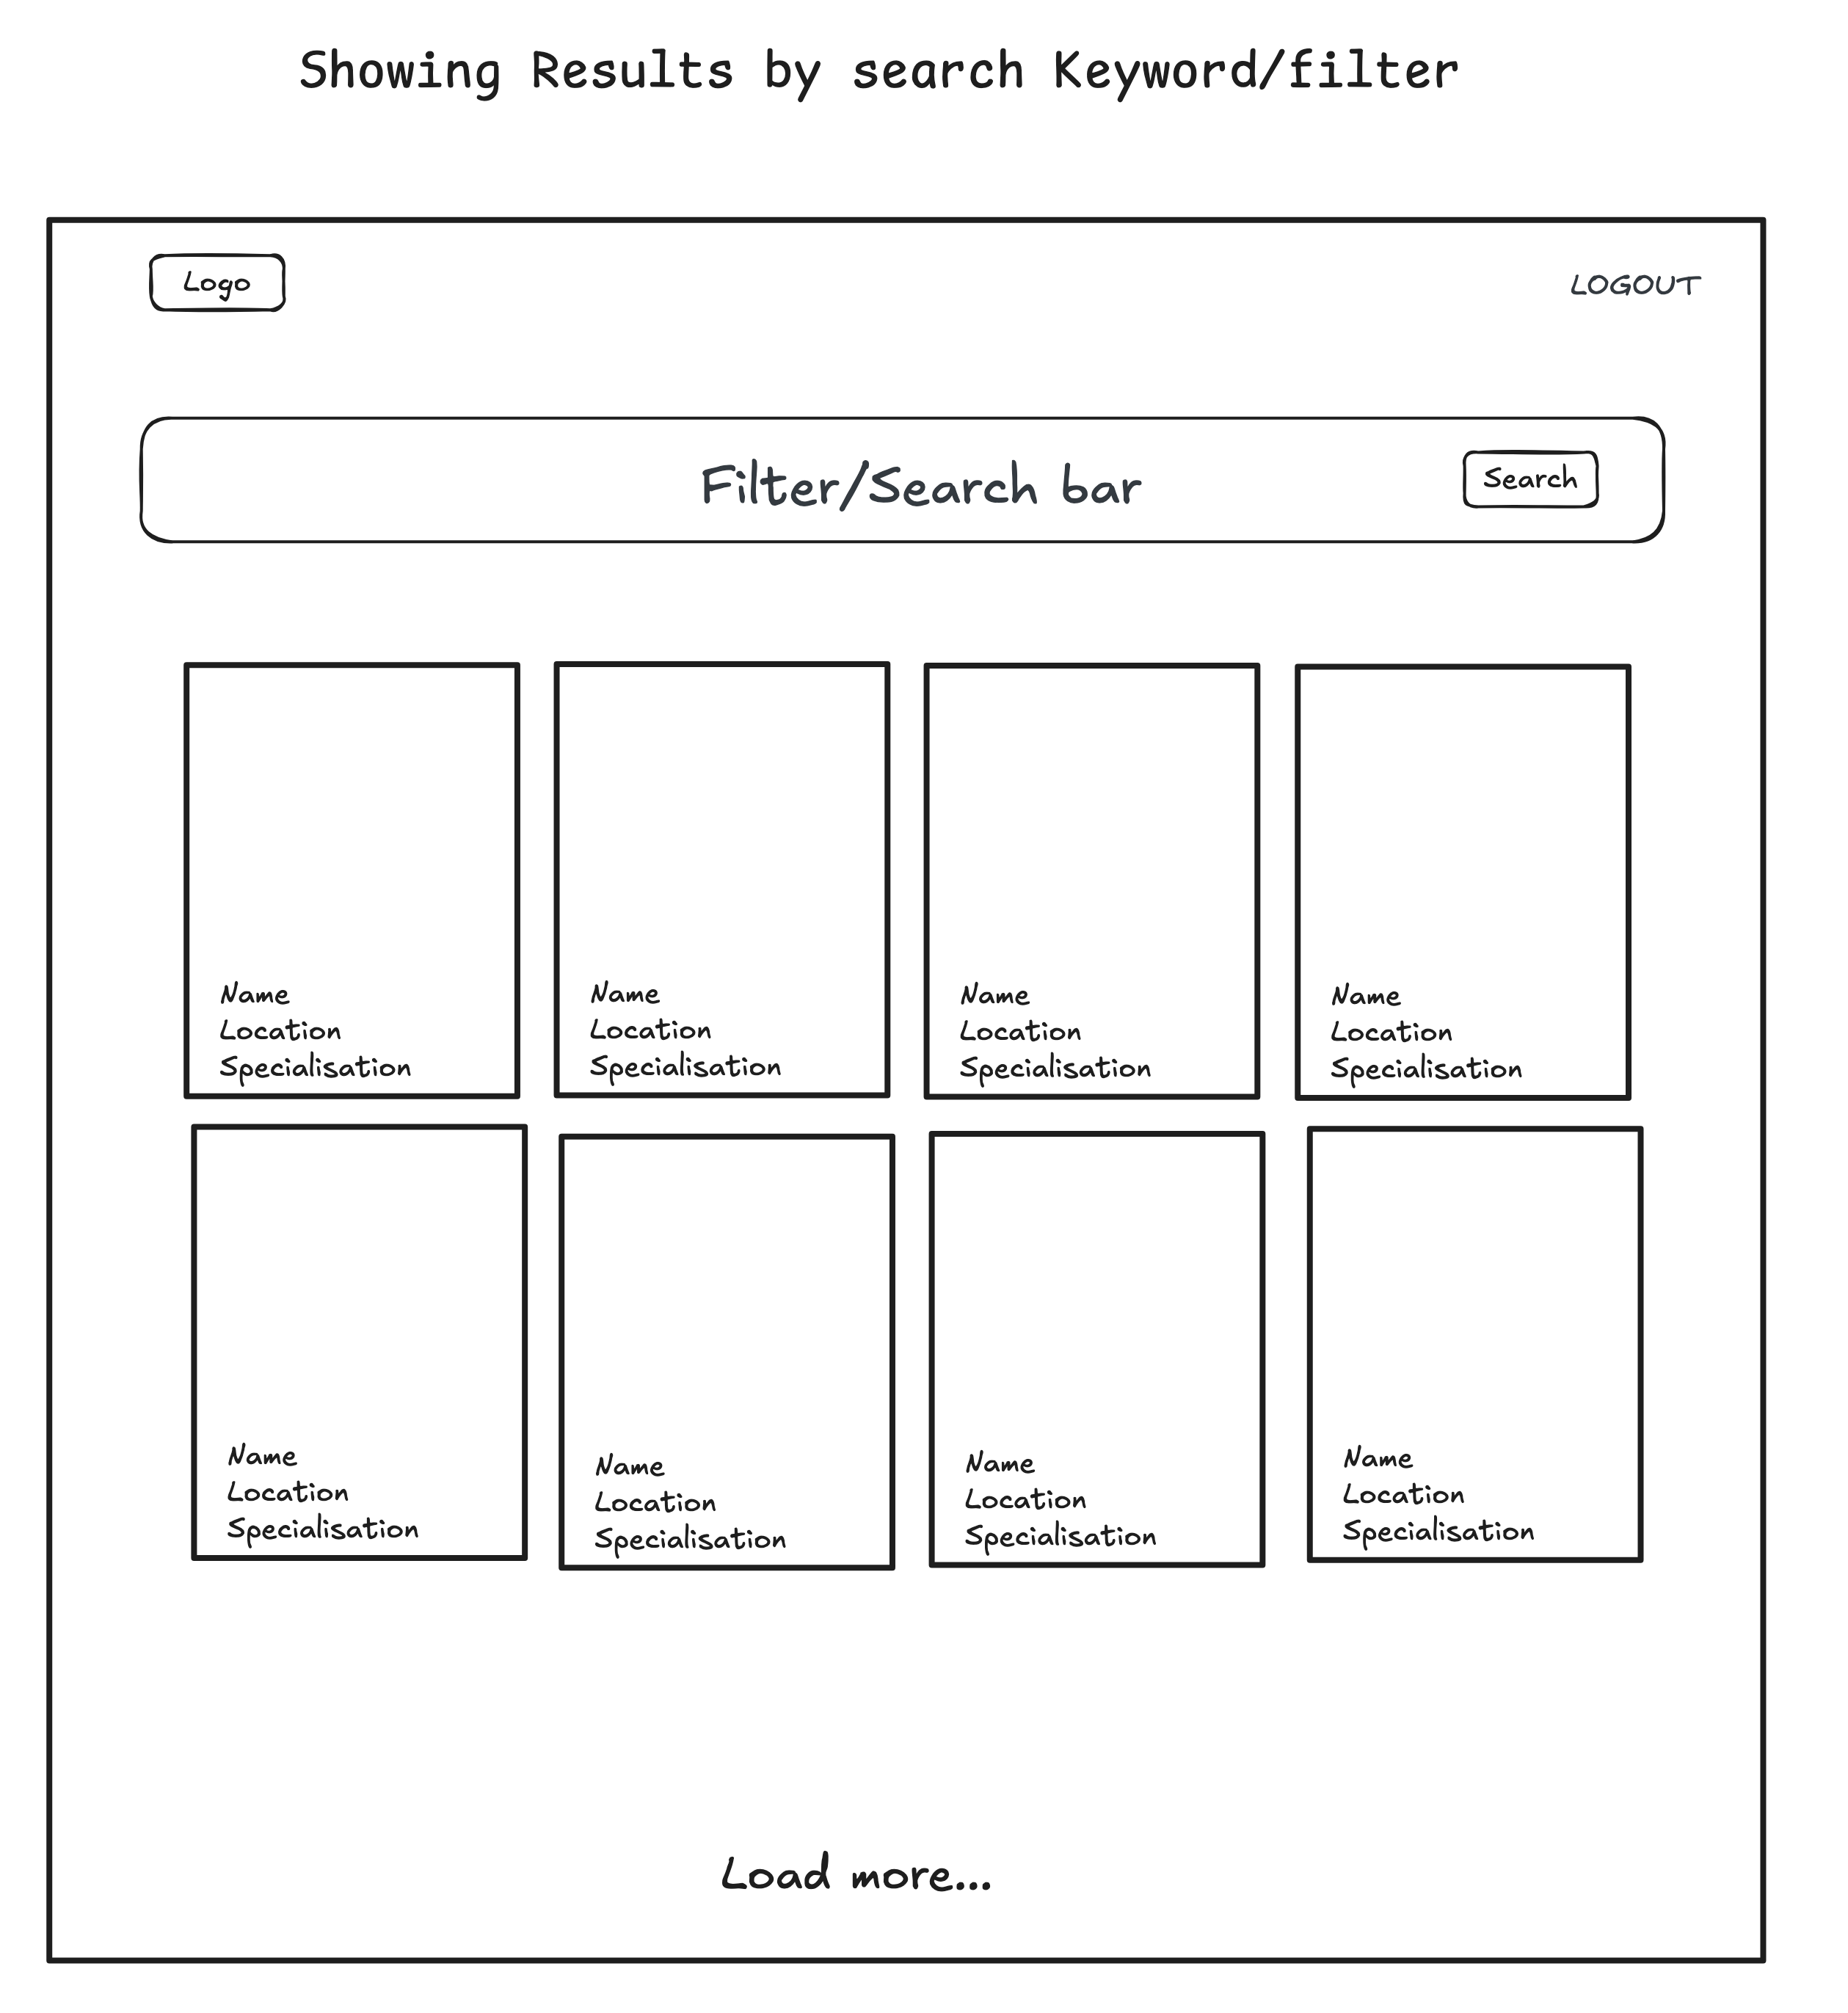 Showing Results by search Keyword/filter
Logo
LOGOUT
Filter/Search bar
Search
Name
Location
Specialisation
Name
Location
Specialisation
Name
Location
Specialisation
Name
Location
Specialisation
Name
Location
Specialisation
Name
Location
Specialisation
Name
Location
Specialisation
Name
Location
Specialisation
Load more...